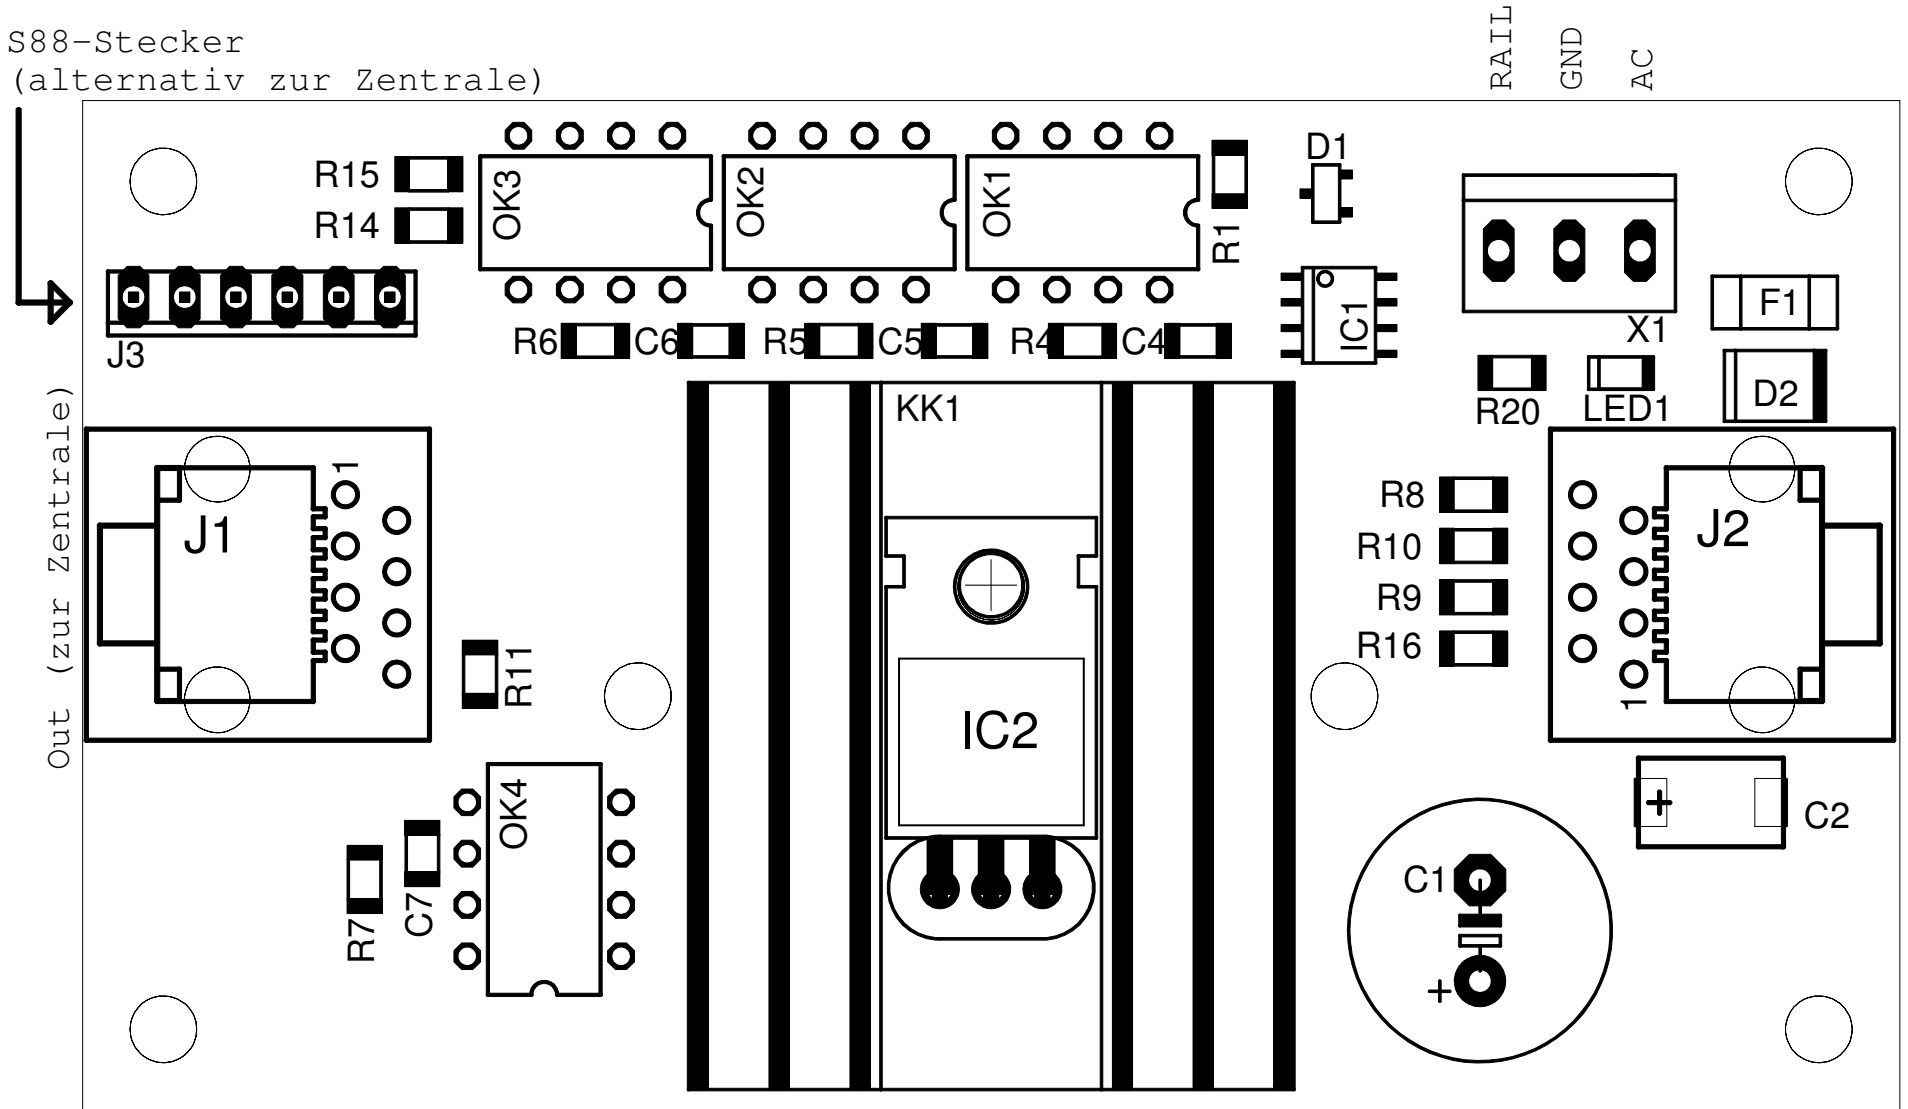 S88-Stecker
(alternativ zur Zentrale)
RAIL
GND
AC
R15
R14
OK3
OK2
OK1
R1
D1
IC1
X1
F1
J3
R6
C6
R5
C5
R4
C4
R20
LED1
D2
KK1
Out (zur Zentrale)
J1
1
R8
R10
R9
R16
J2
1
R11
IC2
OK4
C7
R7
C1
+
+
C2